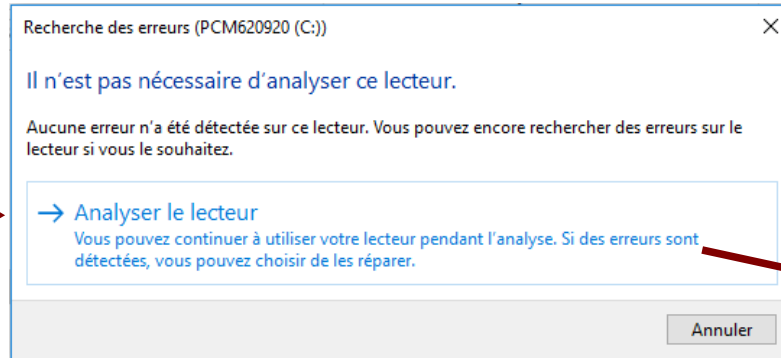 Recherche des erreurs (PCM620920 (C:))
Il n’est pas nécessaire d’analyser ce lecteur.
Aucune erreur n’a été détectée sur ce lecteur. Vous pouvez encore rechercher des erreurs sur le
lecteur si vous le souhaitez.
Analyser le lecteur
Vous pouvez continuer à utiliser votre lecteur pendant l’analyse. Si des erreurs sont
détectées, vous pouvez choisir de les réparer.
Annuler